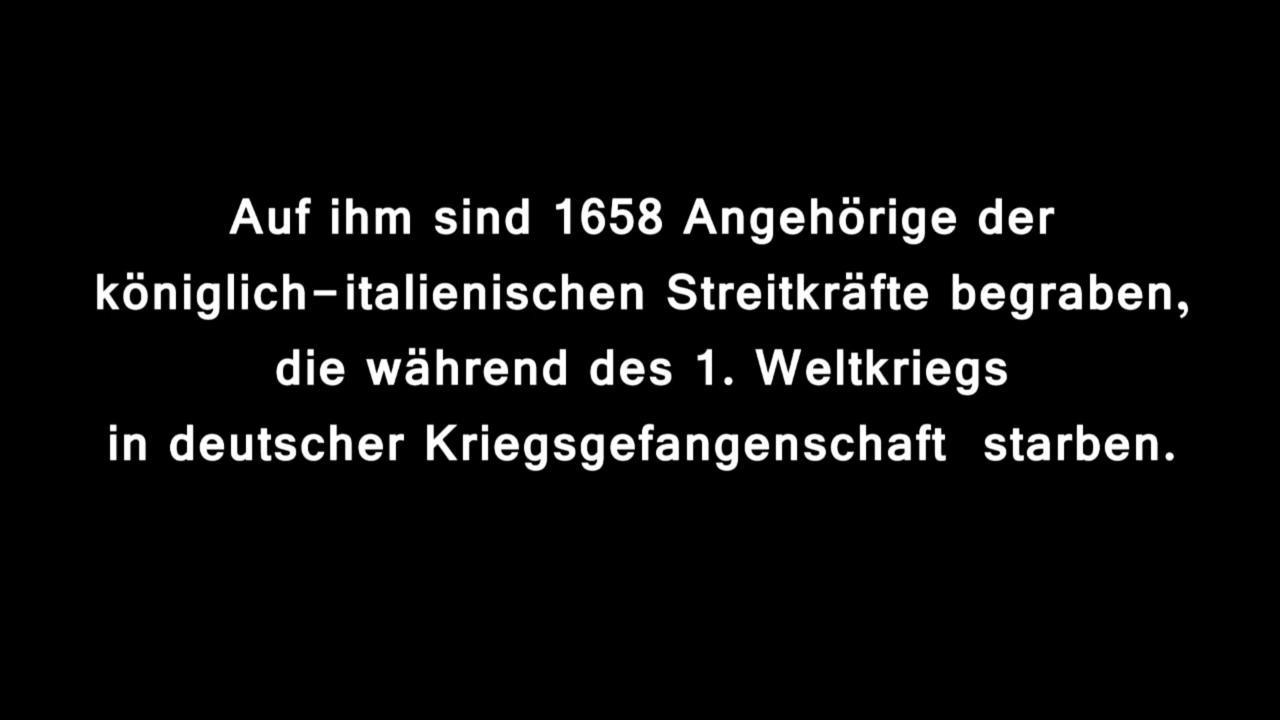 Auf ihm sind 1658 Angehörige der
königlich-italienischen Streitkräfte begraben,
die während des 1. Weltkriegs
in deutscher Kriegsgefangenschaft  starben.